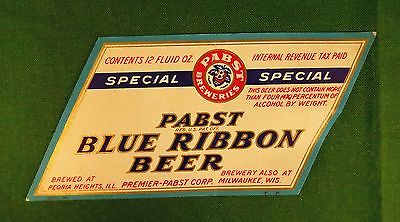 CONTENTS 12 FLUID OZ.
INTERNAL REVENUE TAX PAID
PABST
BREWERIES
SPECIAL
SPECIAL
THIS BEER DOES NOT CONTAIN MORE
THAN FOUR (4%) PERCENTUM OF
ALCOHOL BY WEIGHT.
PABST
REG. U.S. PAT. OFF.
BLUE RIBBON
BEER
BREWED AT
PEORIA HEIGHTS, ILL.
PREMIER-PABST CORP.
BREWERY ALSO AT
MILWAUKEE, WIS.